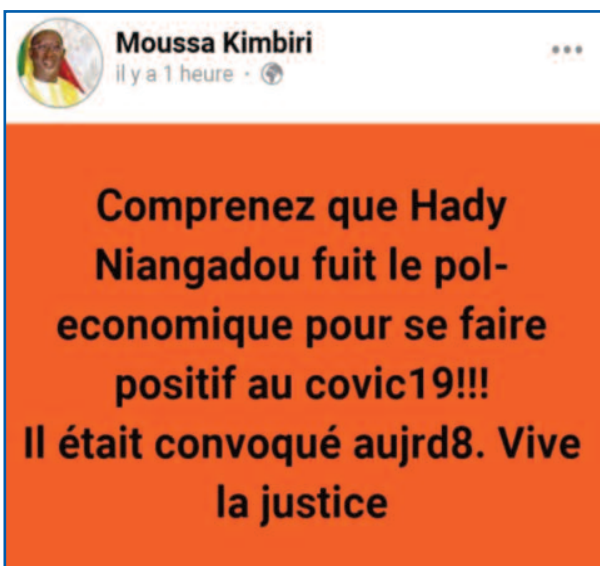 Moussa Kimbiri
il y a 1 heure ·
Comprenez que Hady
Niangadou fuit le pol-
economique pour se faire
positif au covic19!!!
Il était convoqué aujrd8. Vive
la justice